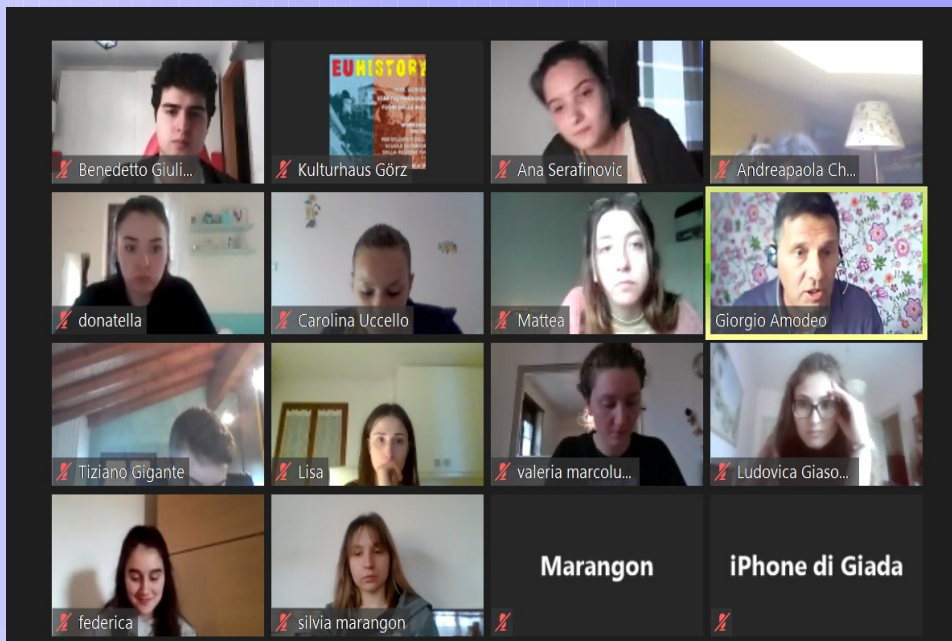 EUHISTORY
Benedetto Giuli...
Kulturhaus Görz
Ana Serafinovic
Andreapaola Ch...
donatella
Carolina Uccello
Mattea
Giorgio Amodeo
Tiziano Gigante
Lisa
valeria marcolu...
Ludovica Giaso...
federica
silvia marangon
Marangon
iPhone di Giada